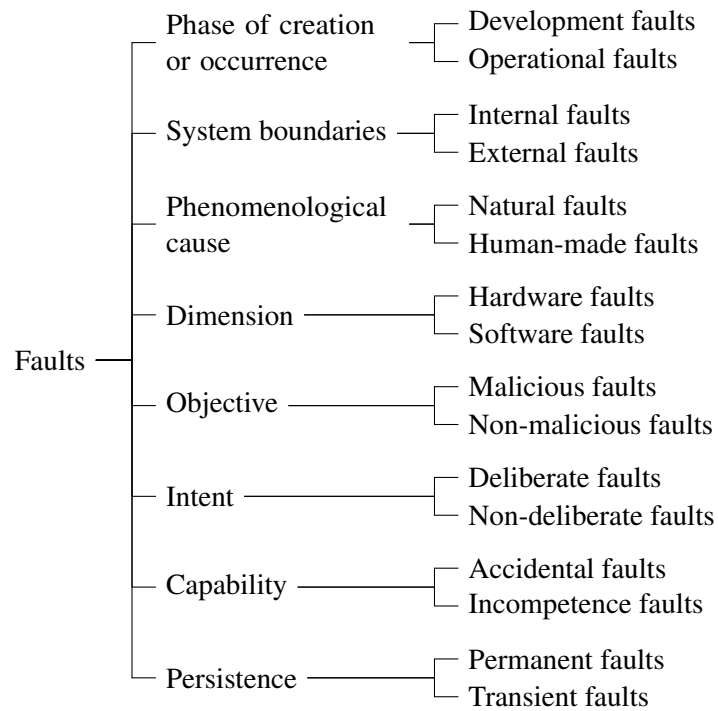 Faults
Phase of creation
or occurrence
Development faults
Operational faults
System boundaries
Internal faults
External faults
Phenomenological
cause
Natural faults
Human-made faults
Dimension
Hardware faults
Software faults
Objective
Malicious faults
Non-malicious faults
Intent
Deliberate faults
Non-deliberate faults
Capability
Accidental faults
Incompetence faults
Persistence
Permanent faults
Transient faults